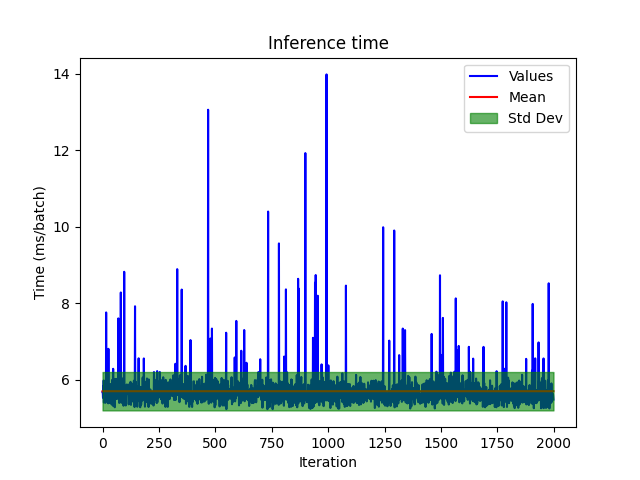 Inference time
Time (ms/batch)
14
12
10
8
6
Values
Mean
Std Dev
0 250 500 750 1000 1250 1500 1750 2000
Iteration